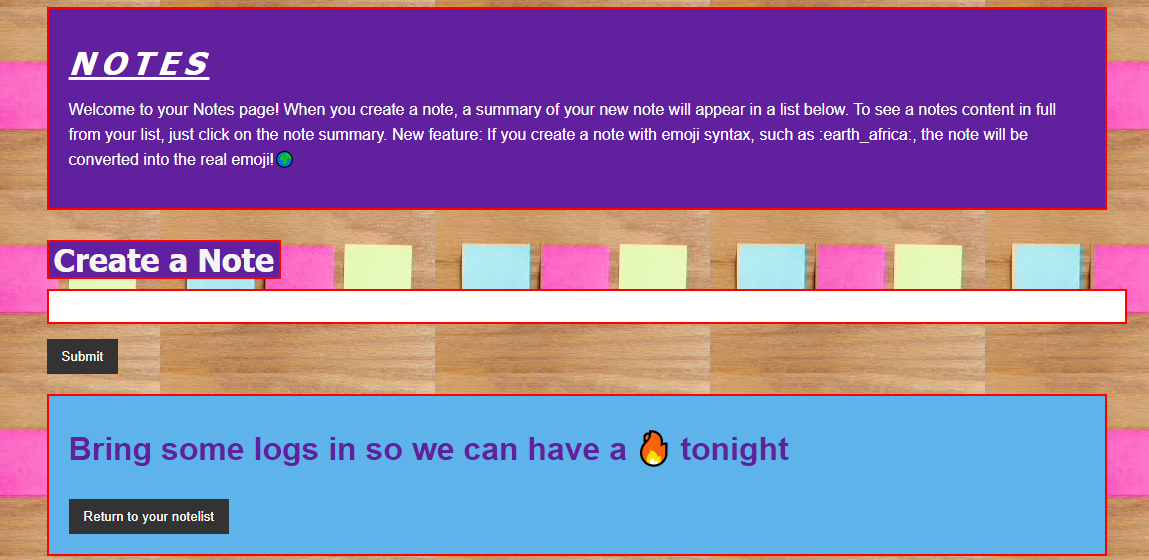 NOTES
Welcome to your Notes page! When you create a note, a summary of your new note will appear in a list below. To see a notes content in full
from your list, just click on the note summary. New feature: If you create a note with emoji syntax, such as :earth_africa:, the note will be
converted into the real emoji!🌍
Create a Note
Submit
Bring some logs in so we can have a 🔥 tonight
Return to your notelist